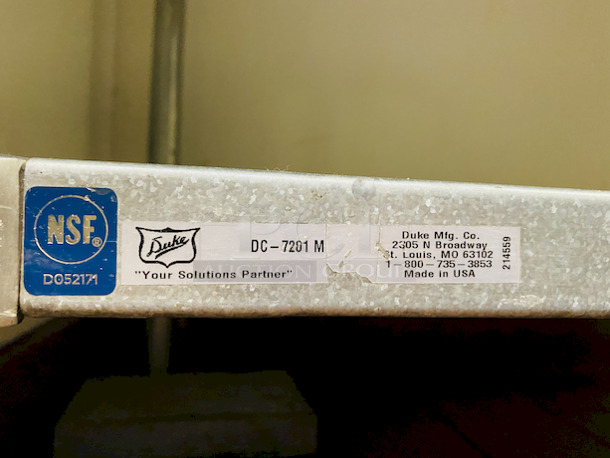 NSF®
DG52171
Duke
"Your Solutions Partner"
DC-7201 M
Duke Mfg. Co.
2305 N Broadway
St. Louis, MO 63102
1-800-735-3853
Made in USA
214559